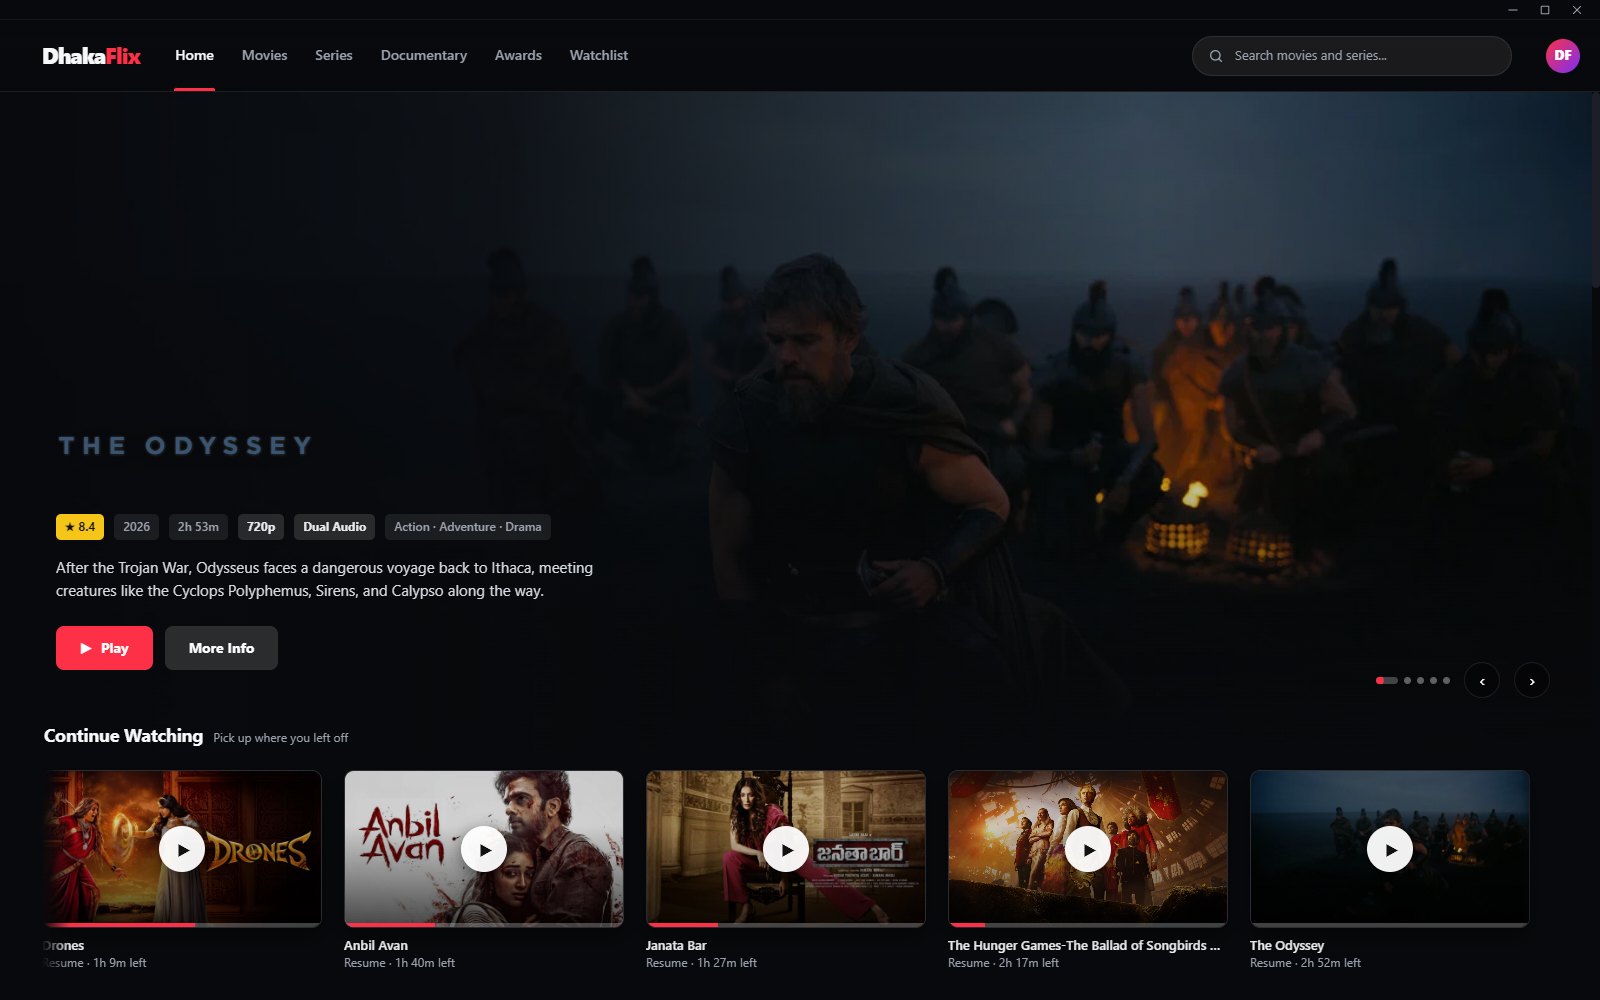 DhakaFlix
Home
Movies
Series
Documentary
Awards
Watchlist
Search movies and series...
DF
THE ODYSSEY
★ 8.4
2026
2h 53m
720p
Dual Audio
Action · Adventure · Drama
After the Trojan War, Odysseus faces a dangerous voyage back to Ithaca, meeting
creatures like the Cyclops Polyphemus, Sirens, and Calypso along the way.
▶ Play
More Info
‹
›
Continue Watching
Pick up where you left off
DRONES
Anbil
Avan
జనతాబార్
Drones
Resume · 1h 9m left
Anbil Avan
Resume · 1h 40m left
Janata Bar
Resume · 1h 27m left
The Hunger Games-The Ballad of Songbirds ...
Resume · 2h 17m left
The Odyssey
Resume · 2h 52m left